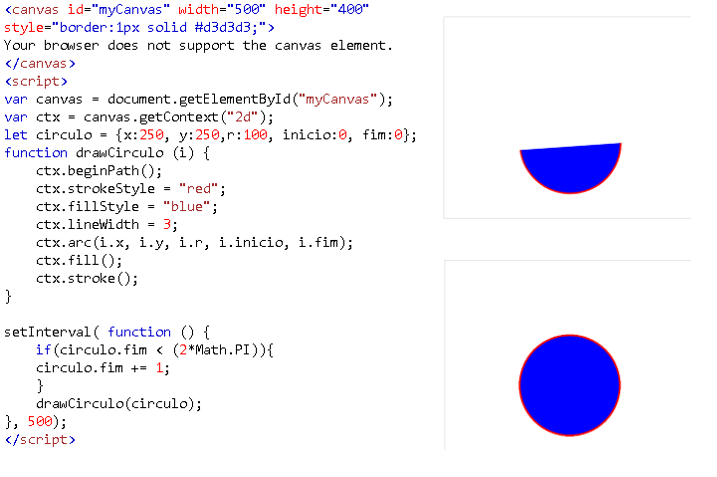 <canvas id="myCanvas" width="500" height="400"
style="border:1px solid #d3d3d3;">
Your browser does not support the canvas element.
</canvas>
<script>
var canvas = document.getElementById("myCanvas");
var ctx = canvas.getContext("2d");
let circulo = {x:250, y:250,r:100, inicio:0, fim:0};
function drawCirculo (i) {
    ctx.beginPath();
    ctx.strokeStyle = "red";
    ctx.fillStyle = "blue";
    ctx.lineWidth = 3;
    ctx.arc(i.x, i.y, i.r, i.inicio, i.fim);
    ctx.fill();
    ctx.stroke();
}

setInterval( function () {
    if(circulo.fim < (2*Math.PI)){
    circulo.fim += 1;
    }
    drawCirculo(circulo);
}, 500);
</script>